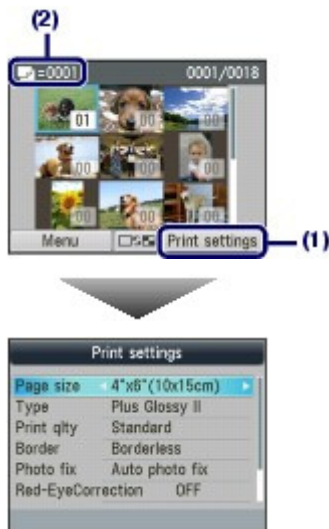 (2)
=0001 0001/0018
01 00 00
00 00 00
00 00 00
Menu Print settings (1)
Print settings
Page size 4"x6"(10x15cm)
Type Plus Glossy II
Print qlty Standard
Border Borderless
Photo fix Auto photo fix
Red-EyeCorrection OFF